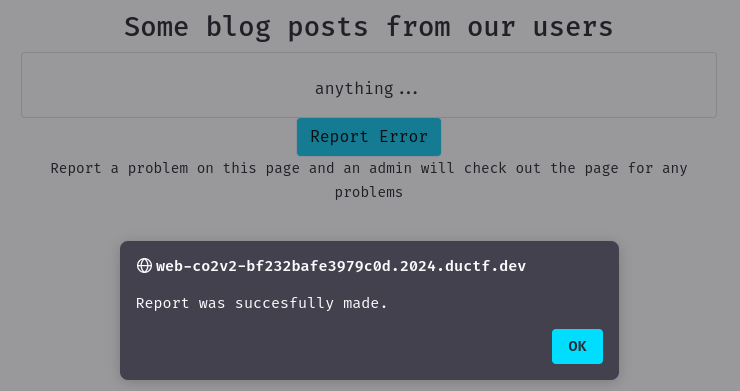 Some blog posts from our users
anything...
Report Error
Report a problem on this page and an admin will check out the page for any
problems
web-co2v2-bf232bafe3979c0d.2024.ductf.dev
Report was succesfully made.
OK